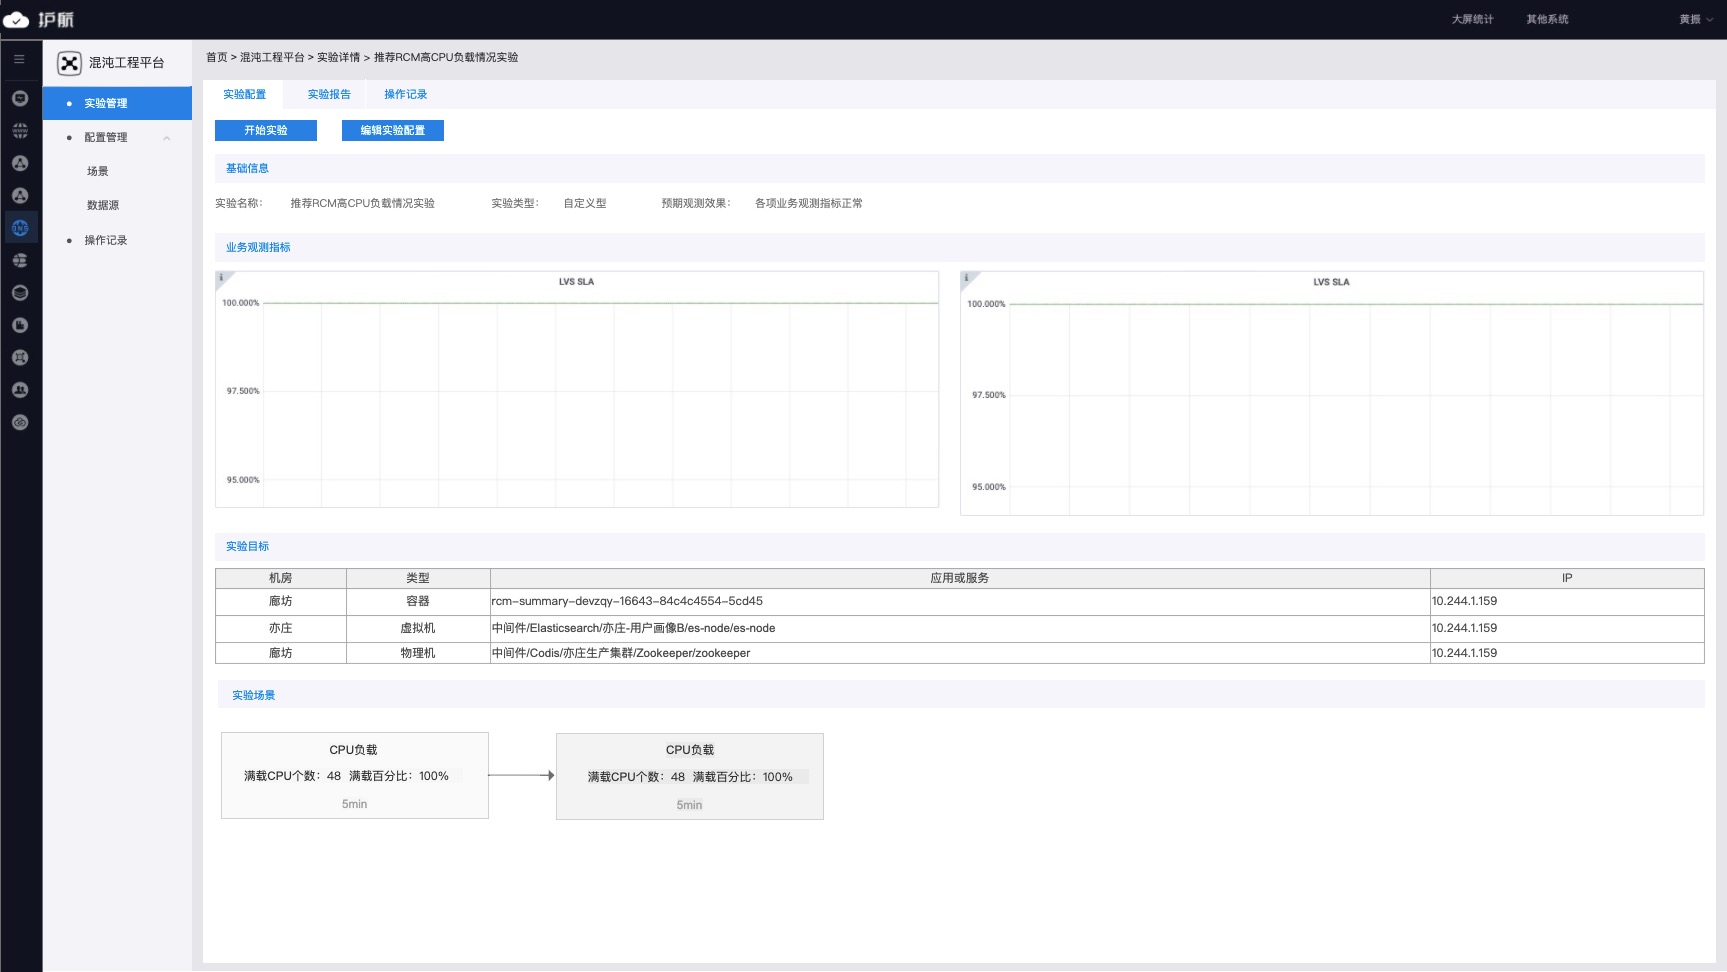 护航
大屏统计 其他系统 黄振
混沌工程平台
实验管理
配置管理
场景
数据源
操作记录
首页 > 混沌工程平台 > 实验详情 > 推荐RCM高CPU负载情况实验
实验配置 实验报告 操作记录
开始实验 编辑实验配置
基础信息
实验名称： 推荐RCM高CPU负载情况实验 实验类型： 自定义型 预期观测效果： 各项业务观测指标正常
业务观测指标
LVS SLA
100.000%
97.500%
95.000%
LVS SLA
100.000%
97.500%
95.000%
实验目标
机房 类型 应用或服务 IP
廊坊 容器 rcm-summary-devzqy-16643-84c4c4554-5cd45 10.244.1.159
亦庄 虚拟机 中间件/Elasticsearch/亦庄-用户画像B/es-node/es-node 10.244.1.159
廊坊 物理机 中间件/Codis/亦庄生产集群/Zookeeper/zookeeper 10.244.1.159
实验场景
CPU负载
满载CPU个数：48 满载百分比：100%
5min
CPU负载
满载CPU个数：48 满载百分比：100%
5min